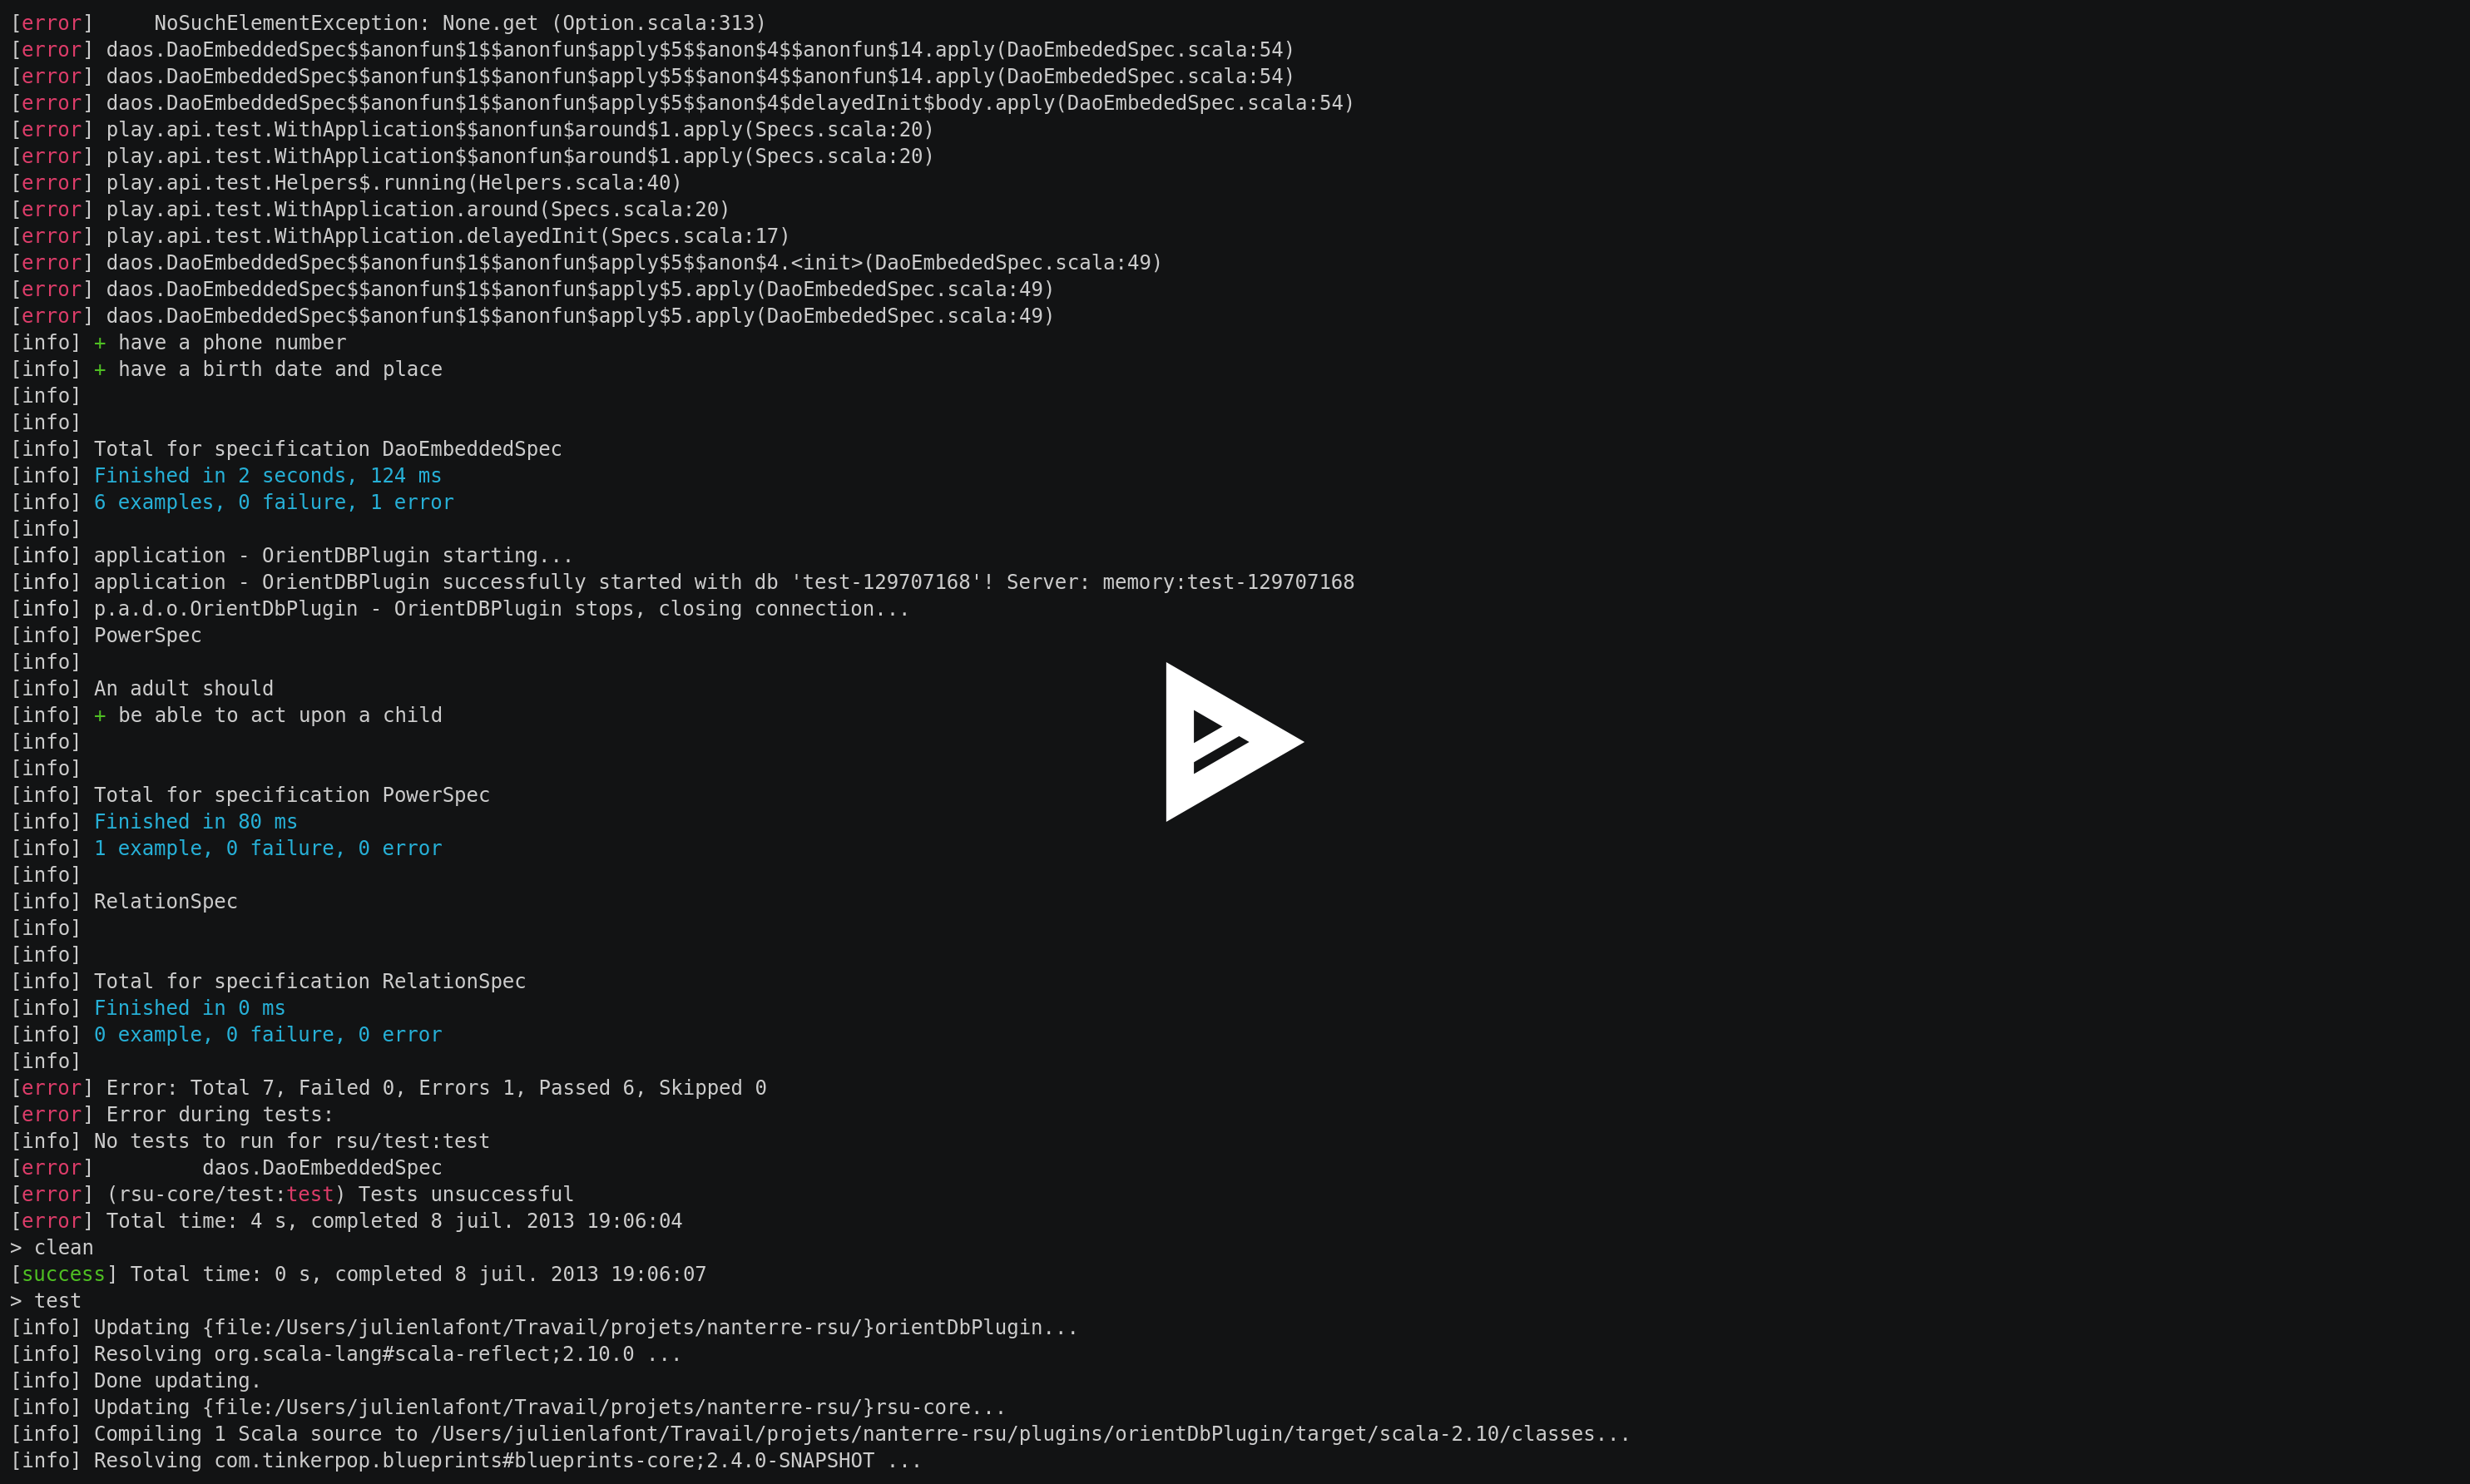 [error]     NoSuchElementException: None.get (Option.scala:313)
[error] daos.DaoEmbeddedSpec$$anonfun$1$$anonfun$apply$5$$anon$4$$anonfun$14.apply(DaoEmbededSpec.scala:54)
[error] daos.DaoEmbeddedSpec$$anonfun$1$$anonfun$apply$5$$anon$4$$anonfun$14.apply(DaoEmbededSpec.scala:54)
[error] daos.DaoEmbeddedSpec$$anonfun$1$$anonfun$apply$5$$anon$4$delayedInit$body.apply(DaoEmbededSpec.scala:54)
[error] play.api.test.WithApplication$$anonfun$around$1.apply(Specs.scala:20)
[error] play.api.test.WithApplication$$anonfun$around$1.apply(Specs.scala:20)
[error] play.api.test.Helpers$.running(Helpers.scala:40)
[error] play.api.test.WithApplication.around(Specs.scala:20)
[error] play.api.test.WithApplication.delayedInit(Specs.scala:17)
[error] daos.DaoEmbeddedSpec$$anonfun$1$$anonfun$apply$5$$anon$4.<init>(DaoEmbededSpec.scala:49)
[error] daos.DaoEmbeddedSpec$$anonfun$1$$anonfun$apply$5.apply(DaoEmbededSpec.scala:49)
[error] daos.DaoEmbeddedSpec$$anonfun$1$$anonfun$apply$5.apply(DaoEmbededSpec.scala:49)
[info] + have a phone number
[info] + have a birth date and place
[info]
[info]
[info] Total for specification DaoEmbeddedSpec
[info] Finished in 2 seconds, 124 ms
[info] 6 examples, 0 failure, 1 error
[info]
[info] application - OrientDBPlugin starting...
[info] application - OrientDBPlugin successfully started with db 'test-129707168'! Server: memory:test-129707168
[info] p.a.d.o.OrientDbPlugin - OrientDBPlugin stops, closing connection...
[info] PowerSpec
[info]
[info] An adult should
[info] + be able to act upon a child
[info]
[info]
[info] Total for specification PowerSpec
[info] Finished in 80 ms
[info] 1 example, 0 failure, 0 error
[info]
[info] RelationSpec
[info]
[info]
[info] Total for specification RelationSpec
[info] Finished in 0 ms
[info] 0 example, 0 failure, 0 error
[info]
[error] Error: Total 7, Failed 0, Errors 1, Passed 6, Skipped 0
[error] Error during tests:
[info] No tests to run for rsu/test:test
[error]         daos.DaoEmbeddedSpec
[error] (rsu-core/test:test) Tests unsuccessful
[error] Total time: 4 s, completed 8 juil. 2013 19:06:04
> clean
[success] Total time: 0 s, completed 8 juil. 2013 19:06:07
> test
[info] Updating {file:/Users/julienlafont/Travail/projets/nanterre-rsu/}orientDbPlugin...
[info] Resolving org.scala-lang#scala-reflect;2.10.0 ...
[info] Done updating.
[info] Updating {file:/Users/julienlafont/Travail/projets/nanterre-rsu/}rsu-core...
[info] Compiling 1 Scala source to /Users/julienlafont/Travail/projets/nanterre-rsu/plugins/orientDbPlugin/target/scala-2.10/classes...
[info] Resolving com.tinkerpop.blueprints#blueprints-core;2.4.0-SNAPSHOT ...